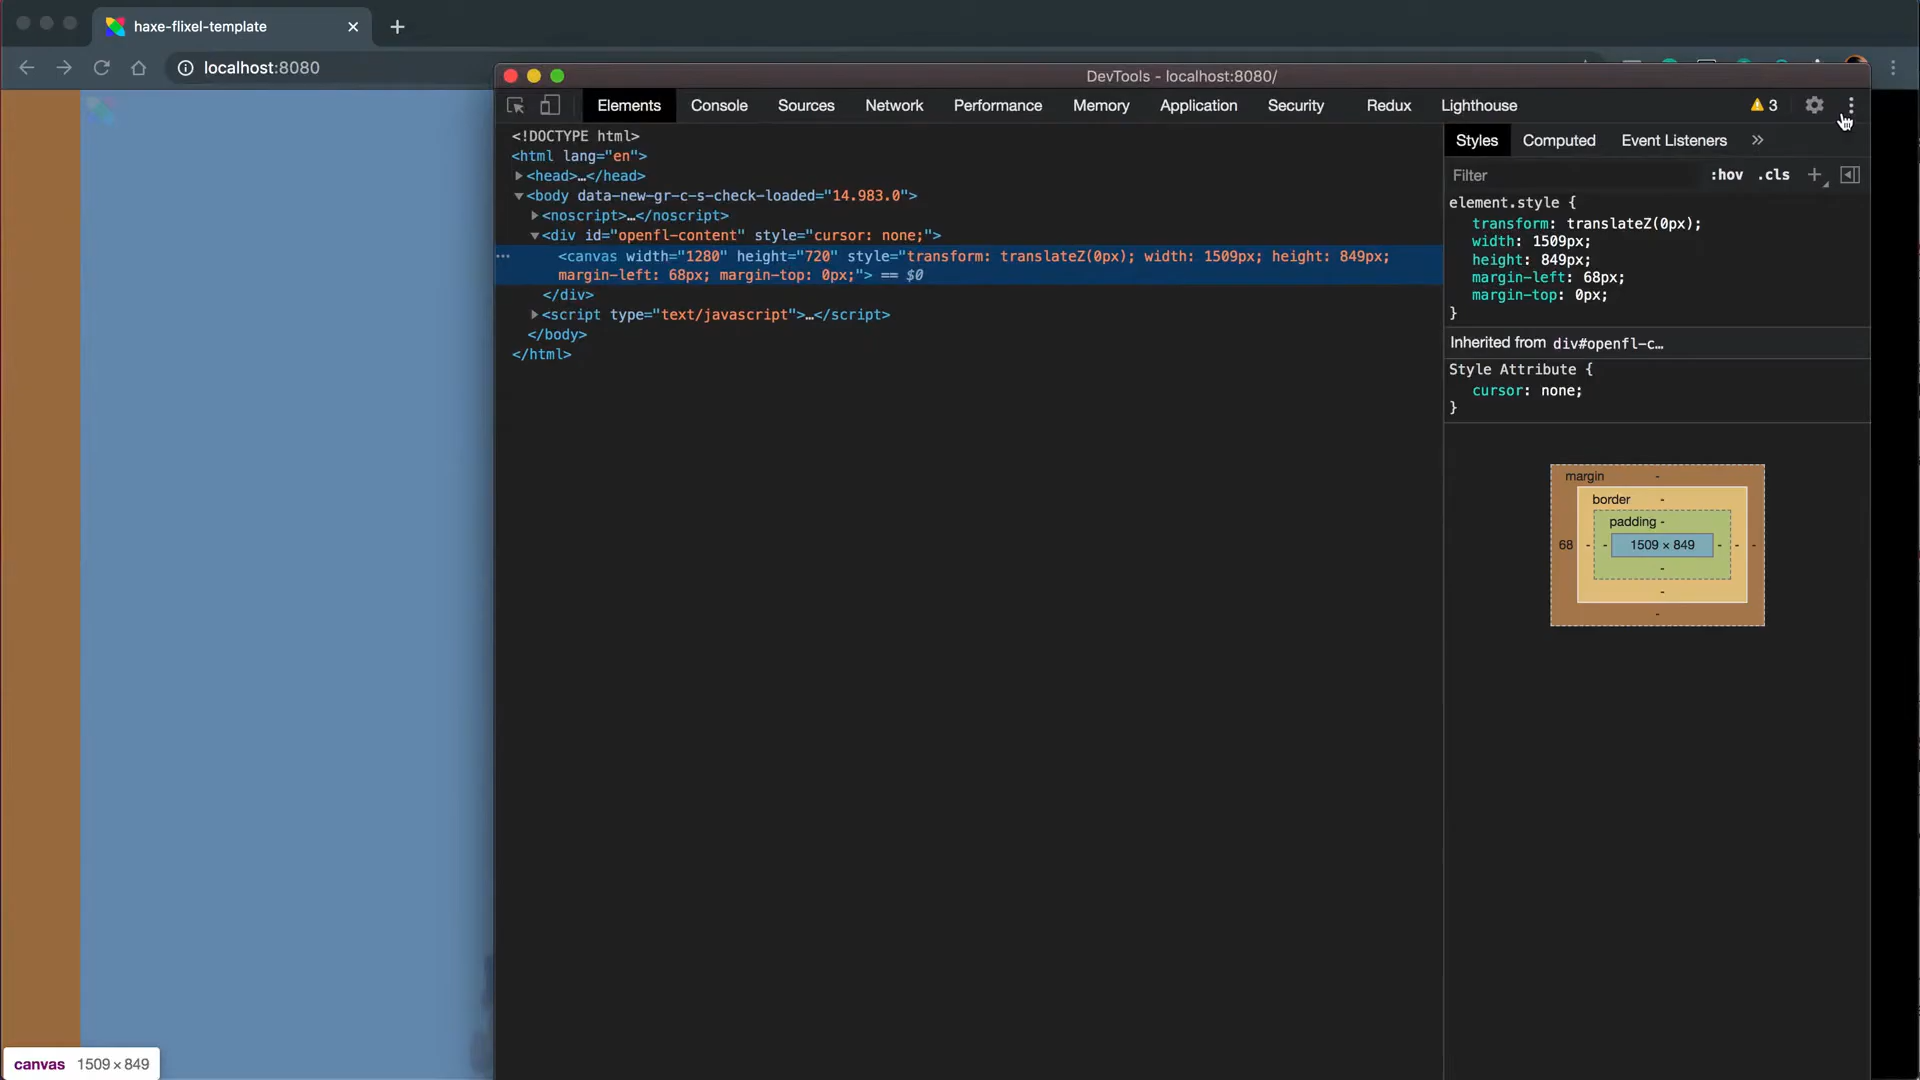 haxe-flixel-template
localhost:8080
DevTools - localhost:8080/
Elements Console Sources Network Performance Memory Application Security Redux Lighthouse 3
<!DOCTYPE html>
<html lang="en">
<head>…</head>
<body data-new-gr-c-s-check-loaded="14.983.0">
<noscript>…</noscript>
<div id="openfl-content" style="cursor: none;">
<canvas width="1280" height="720" style="transform: translateZ(0px); width: 1509px; height: 849px;
margin-left: 68px; margin-top: 0px;"> == $0
</div>
<script type="text/javascript">…</script>
</body>
</html>
Styles Computed Event Listeners »
Filter :hov .cls +
element.style {
transform: translateZ(0px);
width: 1509px;
height: 849px;
margin-left: 68px;
margin-top: 0px;
}
Inherited from div#openfl-c…
Style Attribute {
cursor: none;
}
margin -
border -
padding -
68 - - 1509 × 849 - - -
-
-
-
canvas 1509 × 849